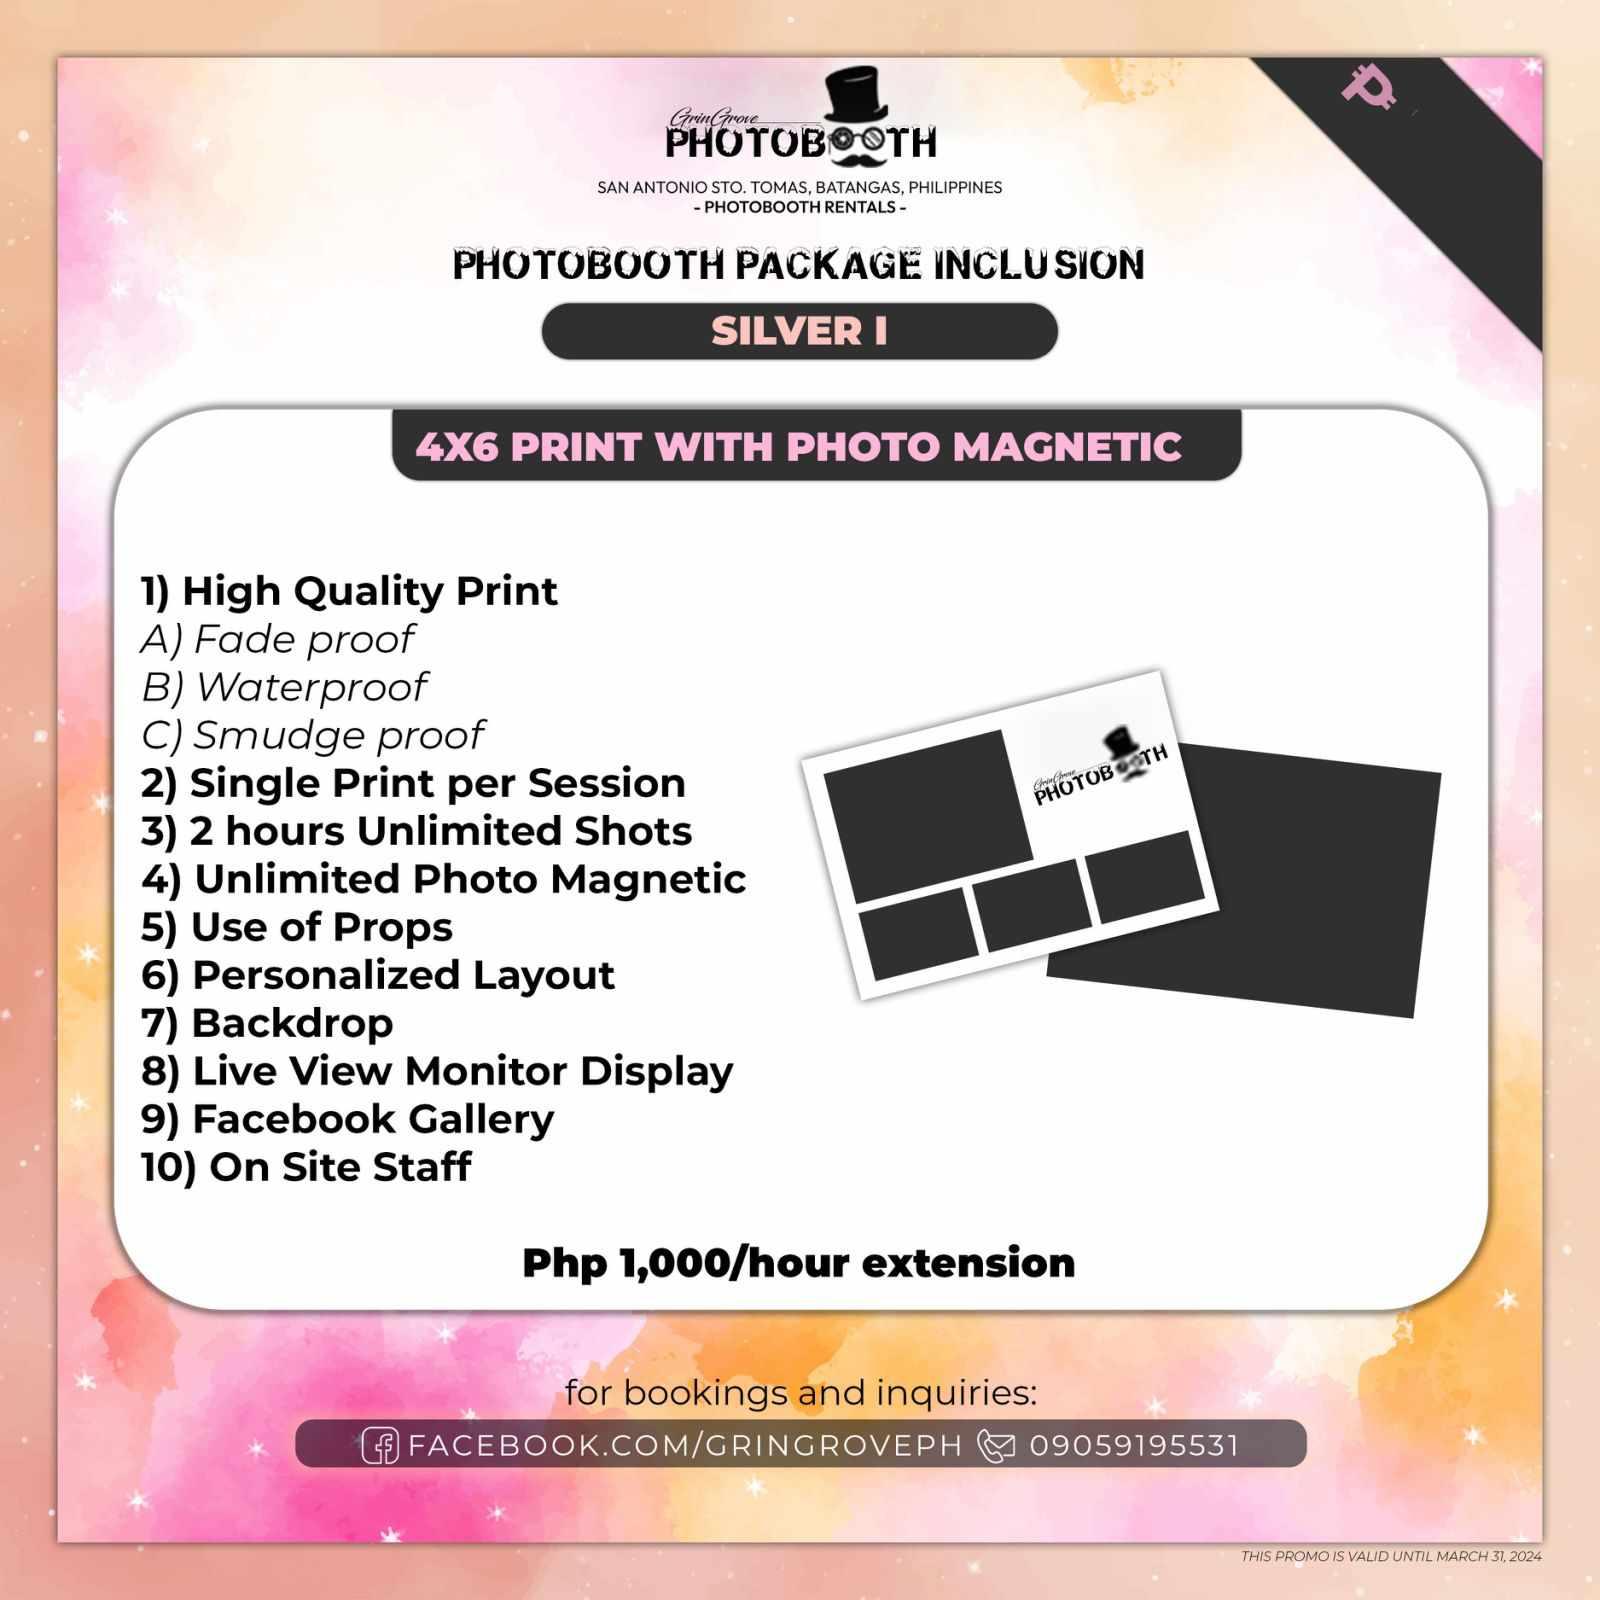 GrinGrove
PHOTOBOOTH
SAN ANTONIO STO. TOMAS, BATANGAS, PHILIPPINES
- PHOTOBOOTH RENTALS -
₱
PHOTOBOOTH PACKAGE INCLUSION
SILVER I
4X6 PRINT WITH PHOTO MAGNETIC
1) High Quality Print
A) Fade proof
B) Waterproof
C) Smudge proof
2) Single Print per Session
3) 2 hours Unlimited Shots
4) Unlimited Photo Magnetic
5) Use of Props
6) Personalized Layout
7) Backdrop
8) Live View Monitor Display
9) Facebook Gallery
10) On Site Staff
GrinGrove
PHOTOBOOTH
Php 1,000/hour extension
for bookings and inquiries:
FACEBOOK.COM/GRINGROVEPH 09059195531
THIS PROMO IS VALID UNTIL MARCH 31, 2024